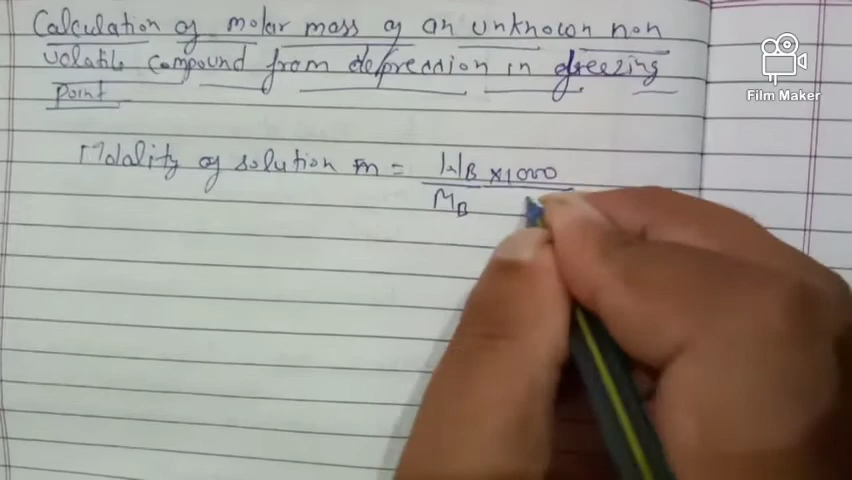 Calculation of molar mass of an unknown non
volatile compound from depression in freezing
point
Molality of solution m = WB ×1000
MB
Film Maker